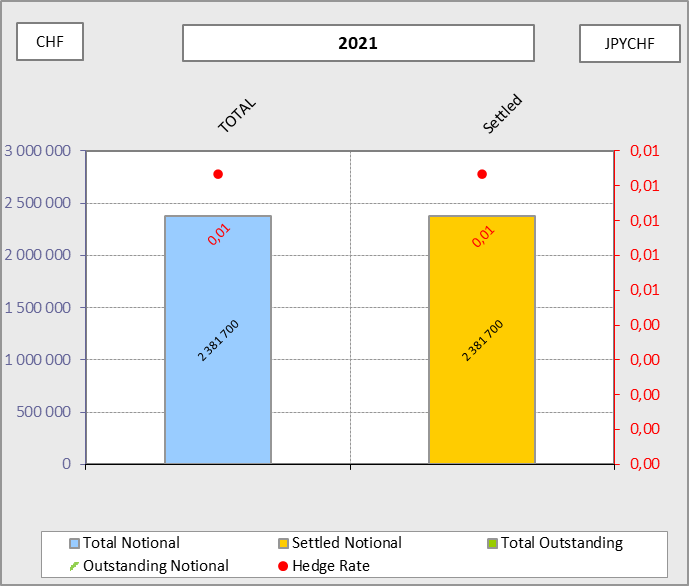 CHF
2021
JPYCHF
TOTAL
Settled
3 000 000
2 500 000
2 000 000
1 500 000
1 000 000
500 000
0
0,01
2 381 700
0,01
2 381 700
0,01
0,01
0,01
0,01
0,01
0,00
0,00
0,00
0,00
0,00
Total Notional
Settled Notional
Total Outstanding
Outstanding Notional
Hedge Rate